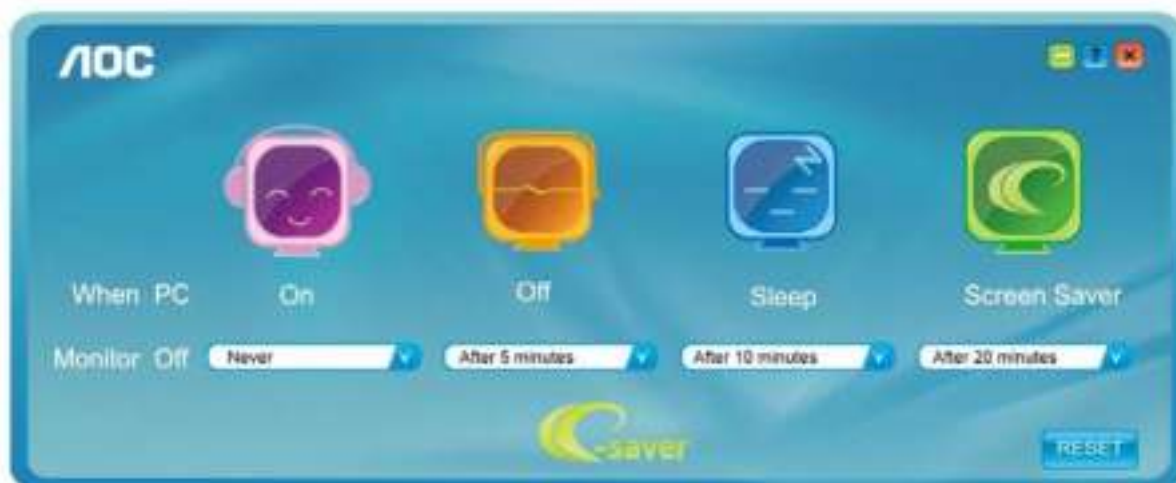 AOC
?
When PC On Off Sleep Screen Saver
Monitor Off Never After 5 minutes After 10 minutes After 20 minutes
e-saver
RESET